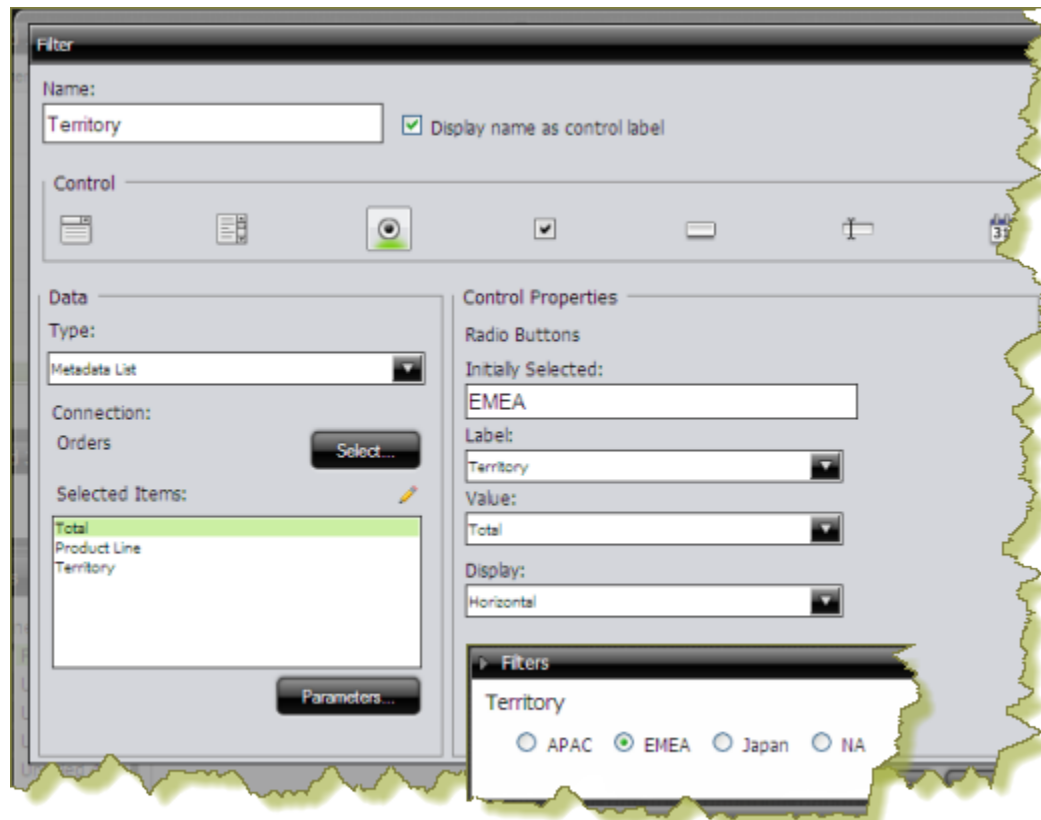 Filter
Name:
Territory
Display name as control label
Control
31
Data
Type:
Metadata List
Connection:
Orders
Select...
Selected Items:
Total
Product Line
Territory
Parameters...
Control Properties
Radio Buttons
Initially Selected:
EMEA
Label:
Territory
Value:
Total
Display:
Horizontal
Filters
Territory
APAC EMEA Japan NA